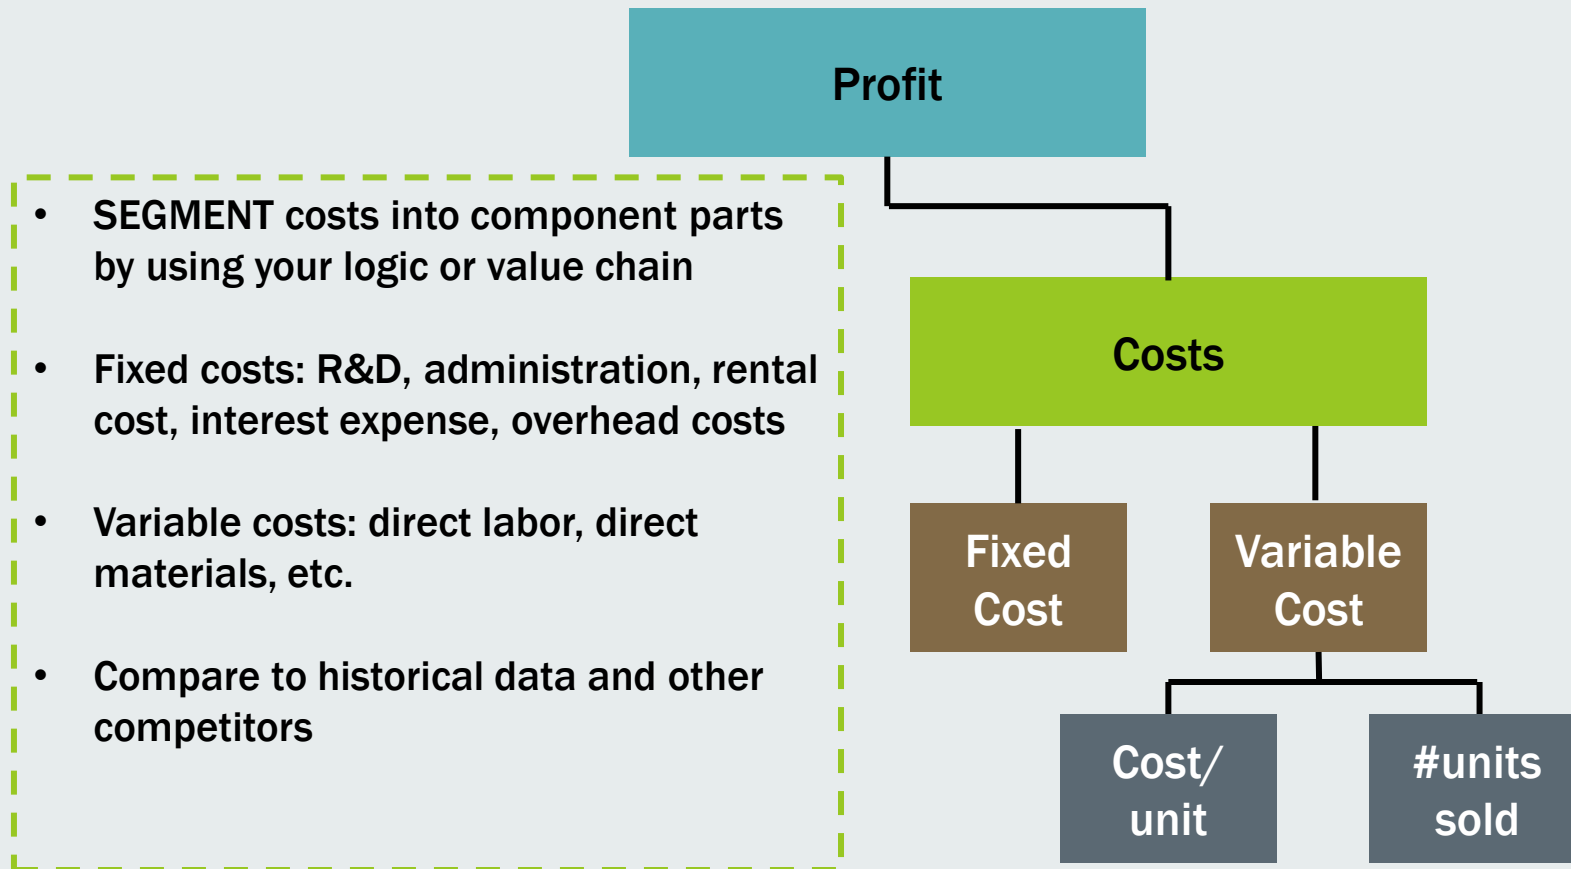 Profit
• SEGMENT costs into component parts
by using your logic or value chain
• Fixed costs: R&D, administration, rental
cost, interest expense, overhead costs
• Variable costs: direct labor, direct
materials, etc.
• Compare to historical data and other
competitors
Costs
Fixed
Cost
Variable
Cost
Cost/
unit
#units
sold